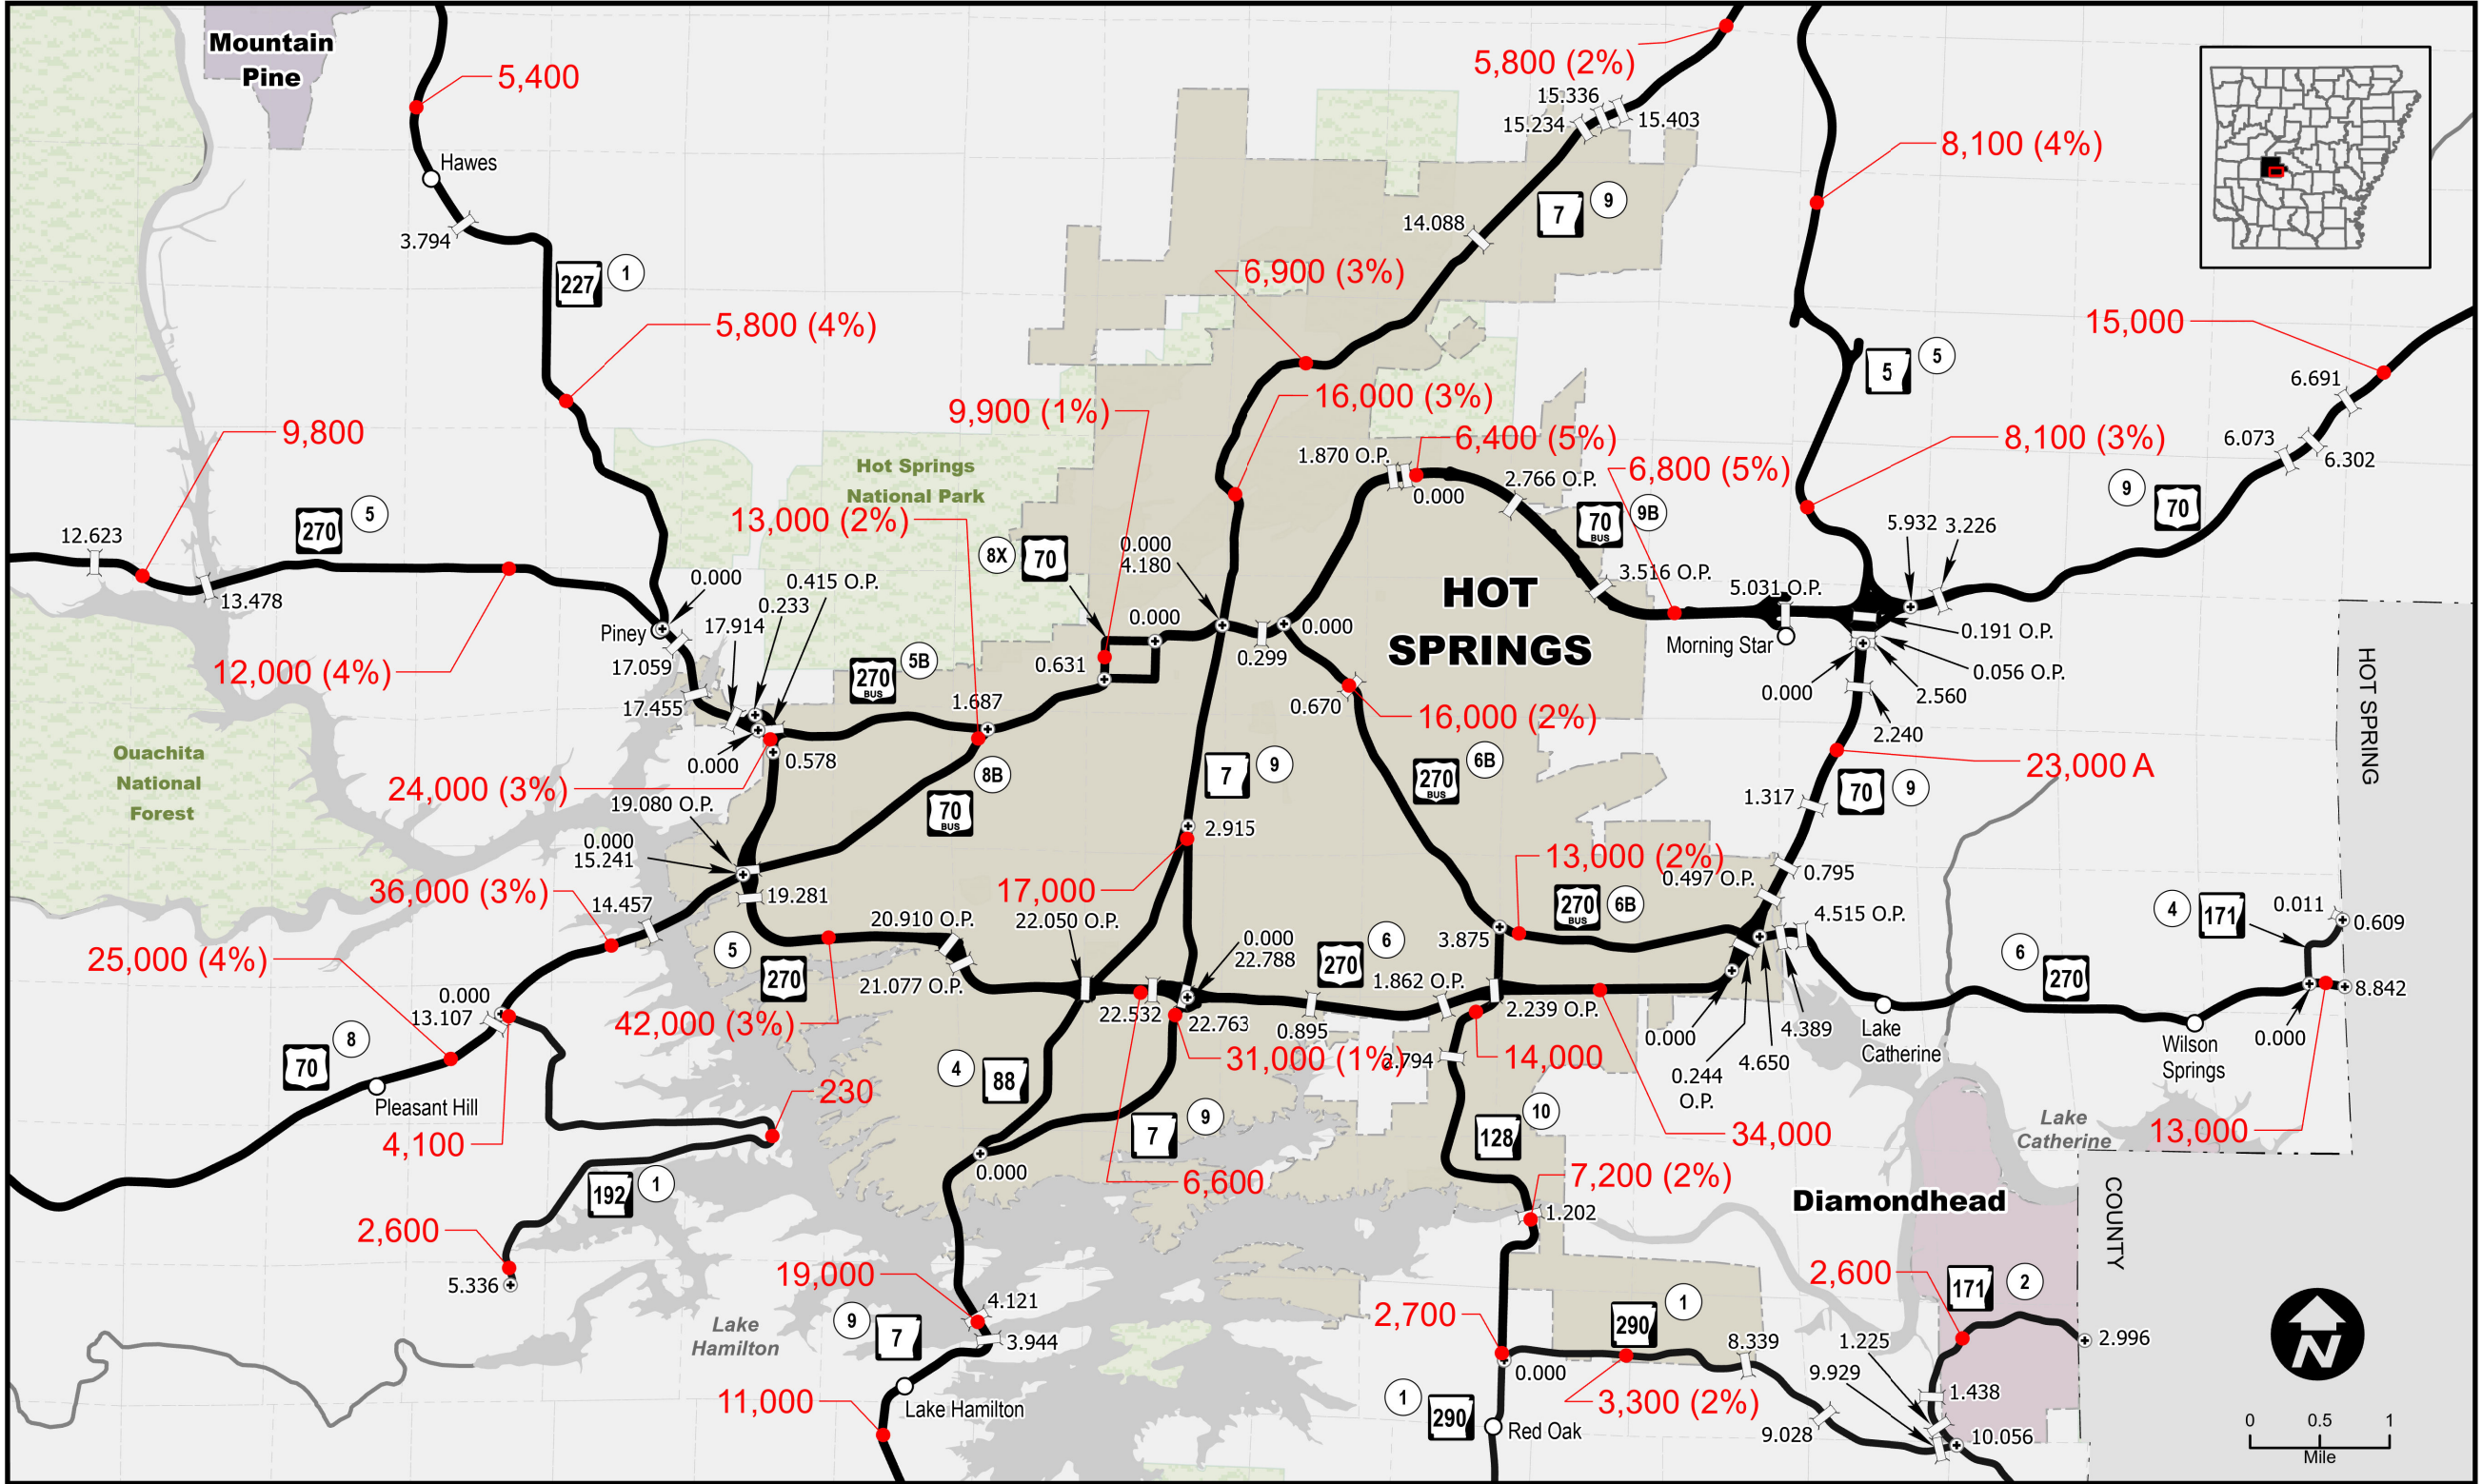 Mountain
Pine
5,400
5,800 (2%)
15.336
15.234
15.403
8,100 (4%)
Hawes
3.794
227
1
7
9
14.088
6,900 (3%)
5,800 (4%)
15,000
5
5
6.691
9,800
9,900 (1%)
16,000 (3%)
6,400 (5%)
8,100 (3%)
6.073
6.302
1.870 O.P.
0.000
2.766 O.P.
6,800 (5%)
Hot Springs
National Park
270
5
12.623
13.478
13,000 (2%)
70
BUS
9B
9
70
5.932
3.226
8X
70
0.000
4.180
3.516 O.P.
5.031 O.P.
HOT
SPRINGS
Morning Star
0.191 O.P.
0.056 O.P.
2.560
0.000
2.240
HOT SPRING
0.000
0.415 O.P.
0.233
17.914
Piney
17.059
17.455
12,000 (4%)
0.000
0.631
0.299
0.000
270
BUS
5B
1.687
0.670
16,000 (2%)
Ouachita
National
Forest
0.000
0.578
24,000 (3%)
19.080 O.P.
8B
70
BUS
7
9
270
BUS
6B
23,000 A
1.317
70
9
0.000
15.241
2.915
13,000 (2%)
0.497 O.P.
0.795
36,000 (3%)
14.457
19.281
17,000
270
BUS
6B
4.515 O.P.
4
171
0.011
0.609
25,000 (4%)
5
270
20.910 O.P.
21.077 O.P.
22.050 O.P.
0.000
22.788
270
6
3.875
1.862 O.P.
6
270
8.842
0.000
13.107
42,000 (3%)
22.532
22.763
0.895
2.239 O.P.
0.000
4.389
4.650
0.244
O.P.
Lake
Catherine
Wilson
Springs
0.000
8
70
Pleasant Hill
4
88
31,000 (1%)
2.794
14,000
230
4,100
7
9
128
10
34,000
Lake
Catherine
13,000
192
1
0.000
6,600
7,200 (2%)
1.202
Diamondhead
COUNTY
2,600
5.336
19,000
4.121
3.944
9
7
Lake
Hamilton
2,700
290
1
8.339
0.000
2,600
171
2
2.996
1.225
9.929
1.438
11,000
Lake Hamilton
1
290
Red Oak
3,300 (2%)
9.028
10.056
N
0
0.5
1
Mile